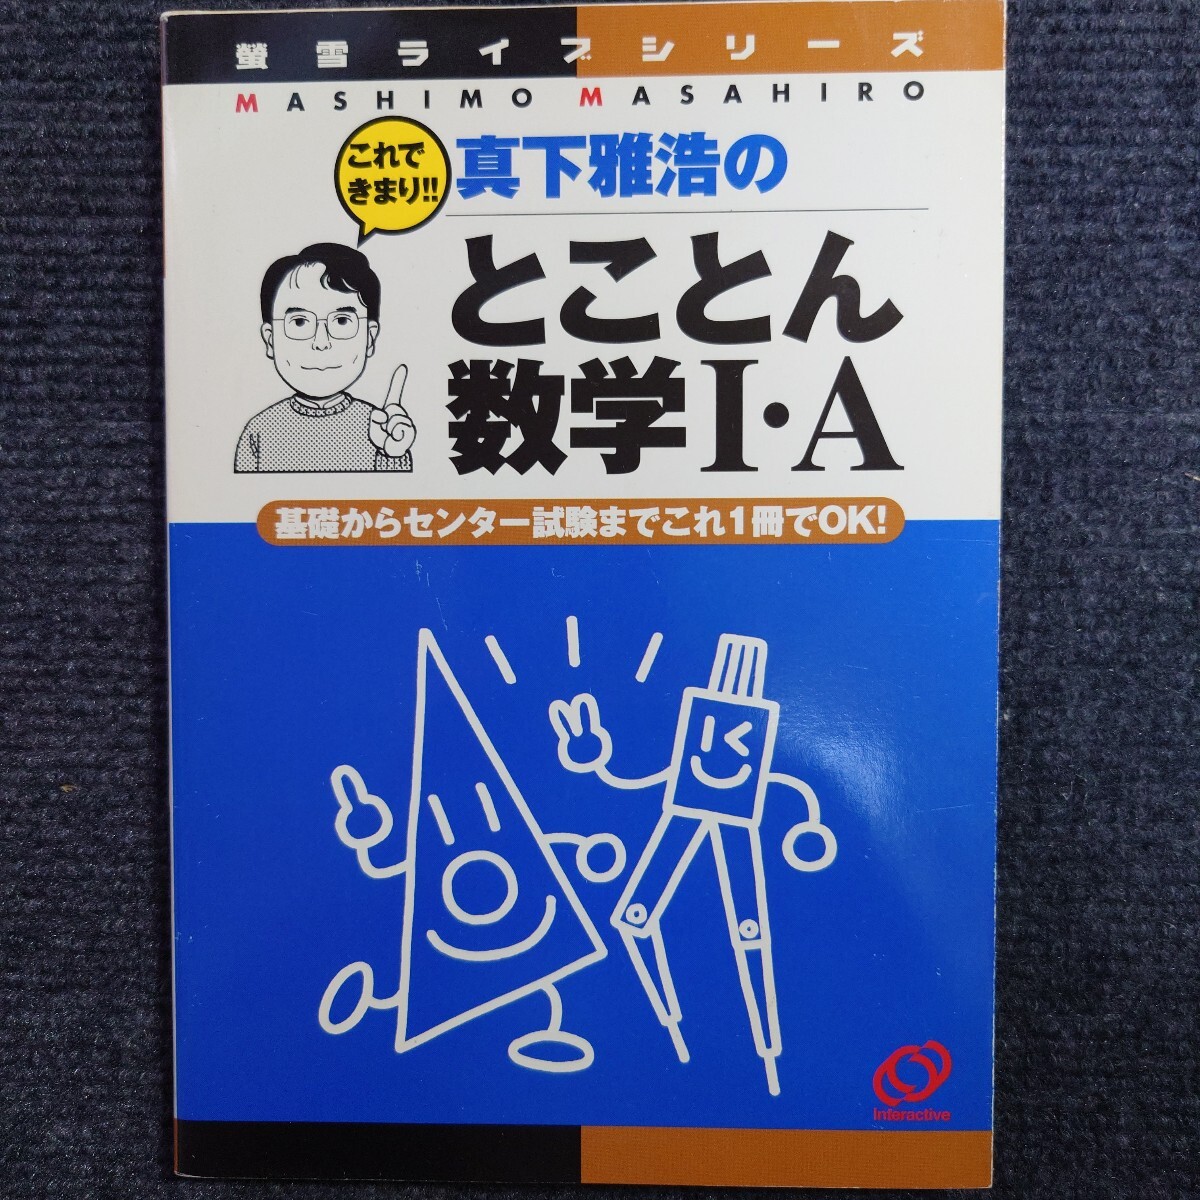 螢雪ライブシリーズ
MASHIMO MASAHIRO
これで
きまり!!
真下雅浩の
とことん
数学I・A
基礎からセンター試験までこれ1冊でOK!
Interactive